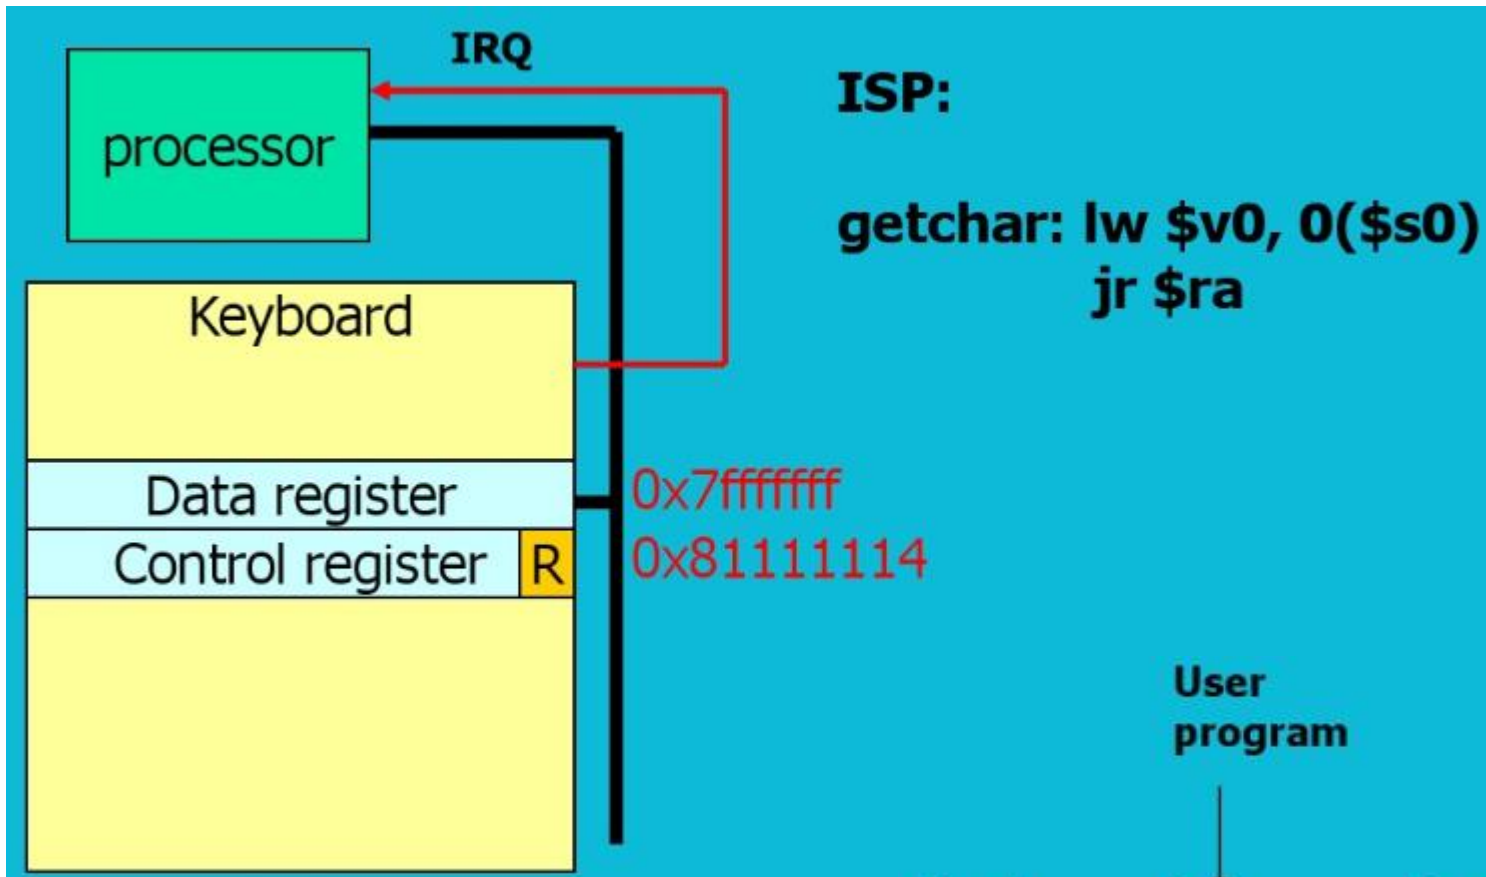 IRQ
processor
ISP:
getchar: lw $v0, 0($s0)
jr $ra
Keyboard
Data register
0x7fffffff
Control register
R
0x81111114
User
program